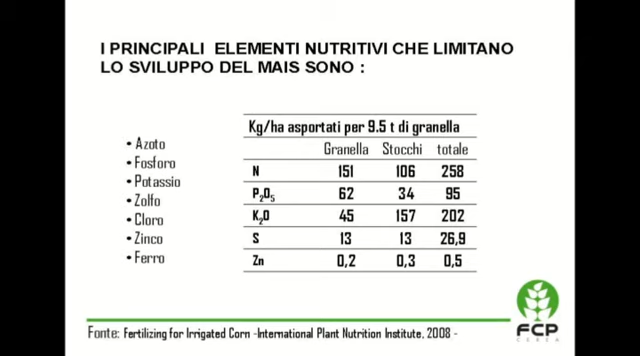 I PRINCIPALI ELEMENTI NUTRITIVI CHE LIMITANO
LO SVILUPPO DEL MAIS SONO :
• Azoto
• Fosforo
• Potassio
• Zolfo
• Cloro
• Zinco
• Ferro
Kg/ha asportati per 9.5 t di granella
Granella Stocchi totale
N 151 106 258
P₂O₅ 62 34 95
K₂O 45 157 202
S 13 13 26,9
Zn 0,2 0,3 0,5
FCP
CEREA
Fonte: Fertilizing for Irrigated Corn -International Plant Nutrition Institute, 2008 -